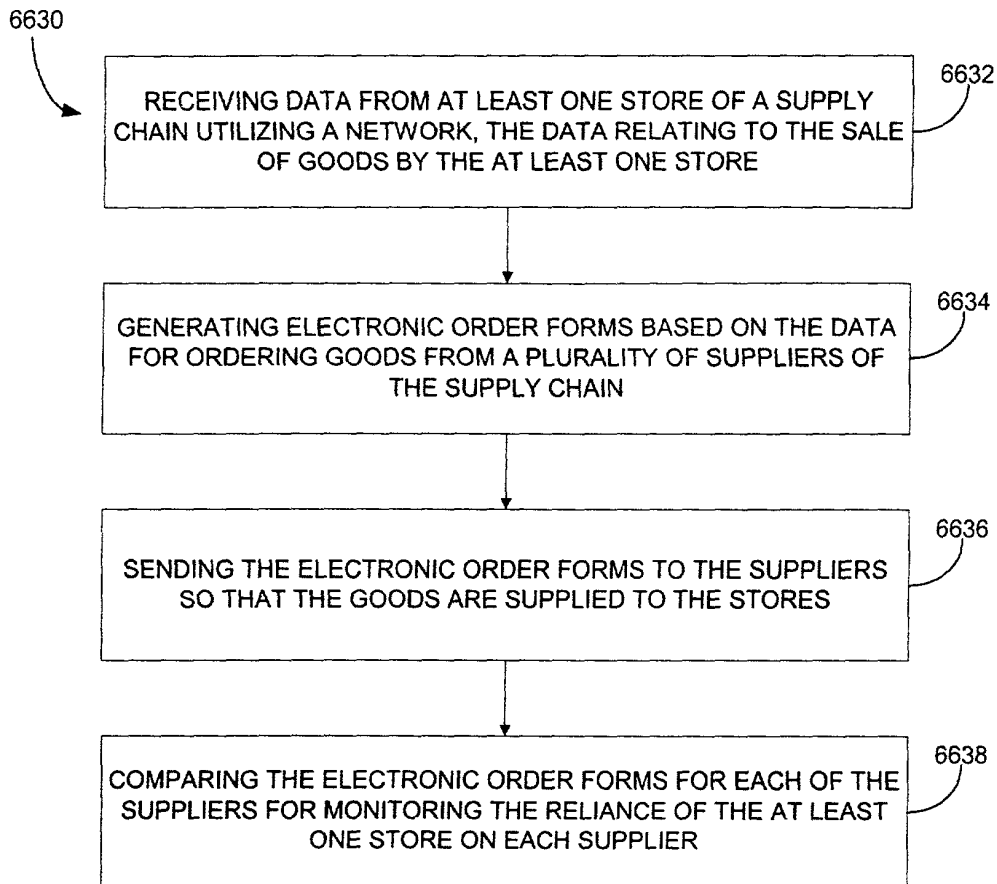 6630
6632
RECEIVING DATA FROM AT LEAST ONE STORE OF A SUPPLY
CHAIN UTILIZING A NETWORK, THE DATA RELATING TO THE SALE
OF GOODS BY THE AT LEAST ONE STORE
6634
GENERATING ELECTRONIC ORDER FORMS BASED ON THE DATA
FOR ORDERING GOODS FROM A PLURALITY OF SUPPLIERS OF
THE SUPPLY CHAIN
6636
SENDING THE ELECTRONIC ORDER FORMS TO THE SUPPLIERS
SO THAT THE GOODS ARE SUPPLIED TO THE STORES
6638
COMPARING THE ELECTRONIC ORDER FORMS FOR EACH OF THE
SUPPLIERS FOR MONITORING THE RELIANCE OF THE AT LEAST
ONE STORE ON EACH SUPPLIER